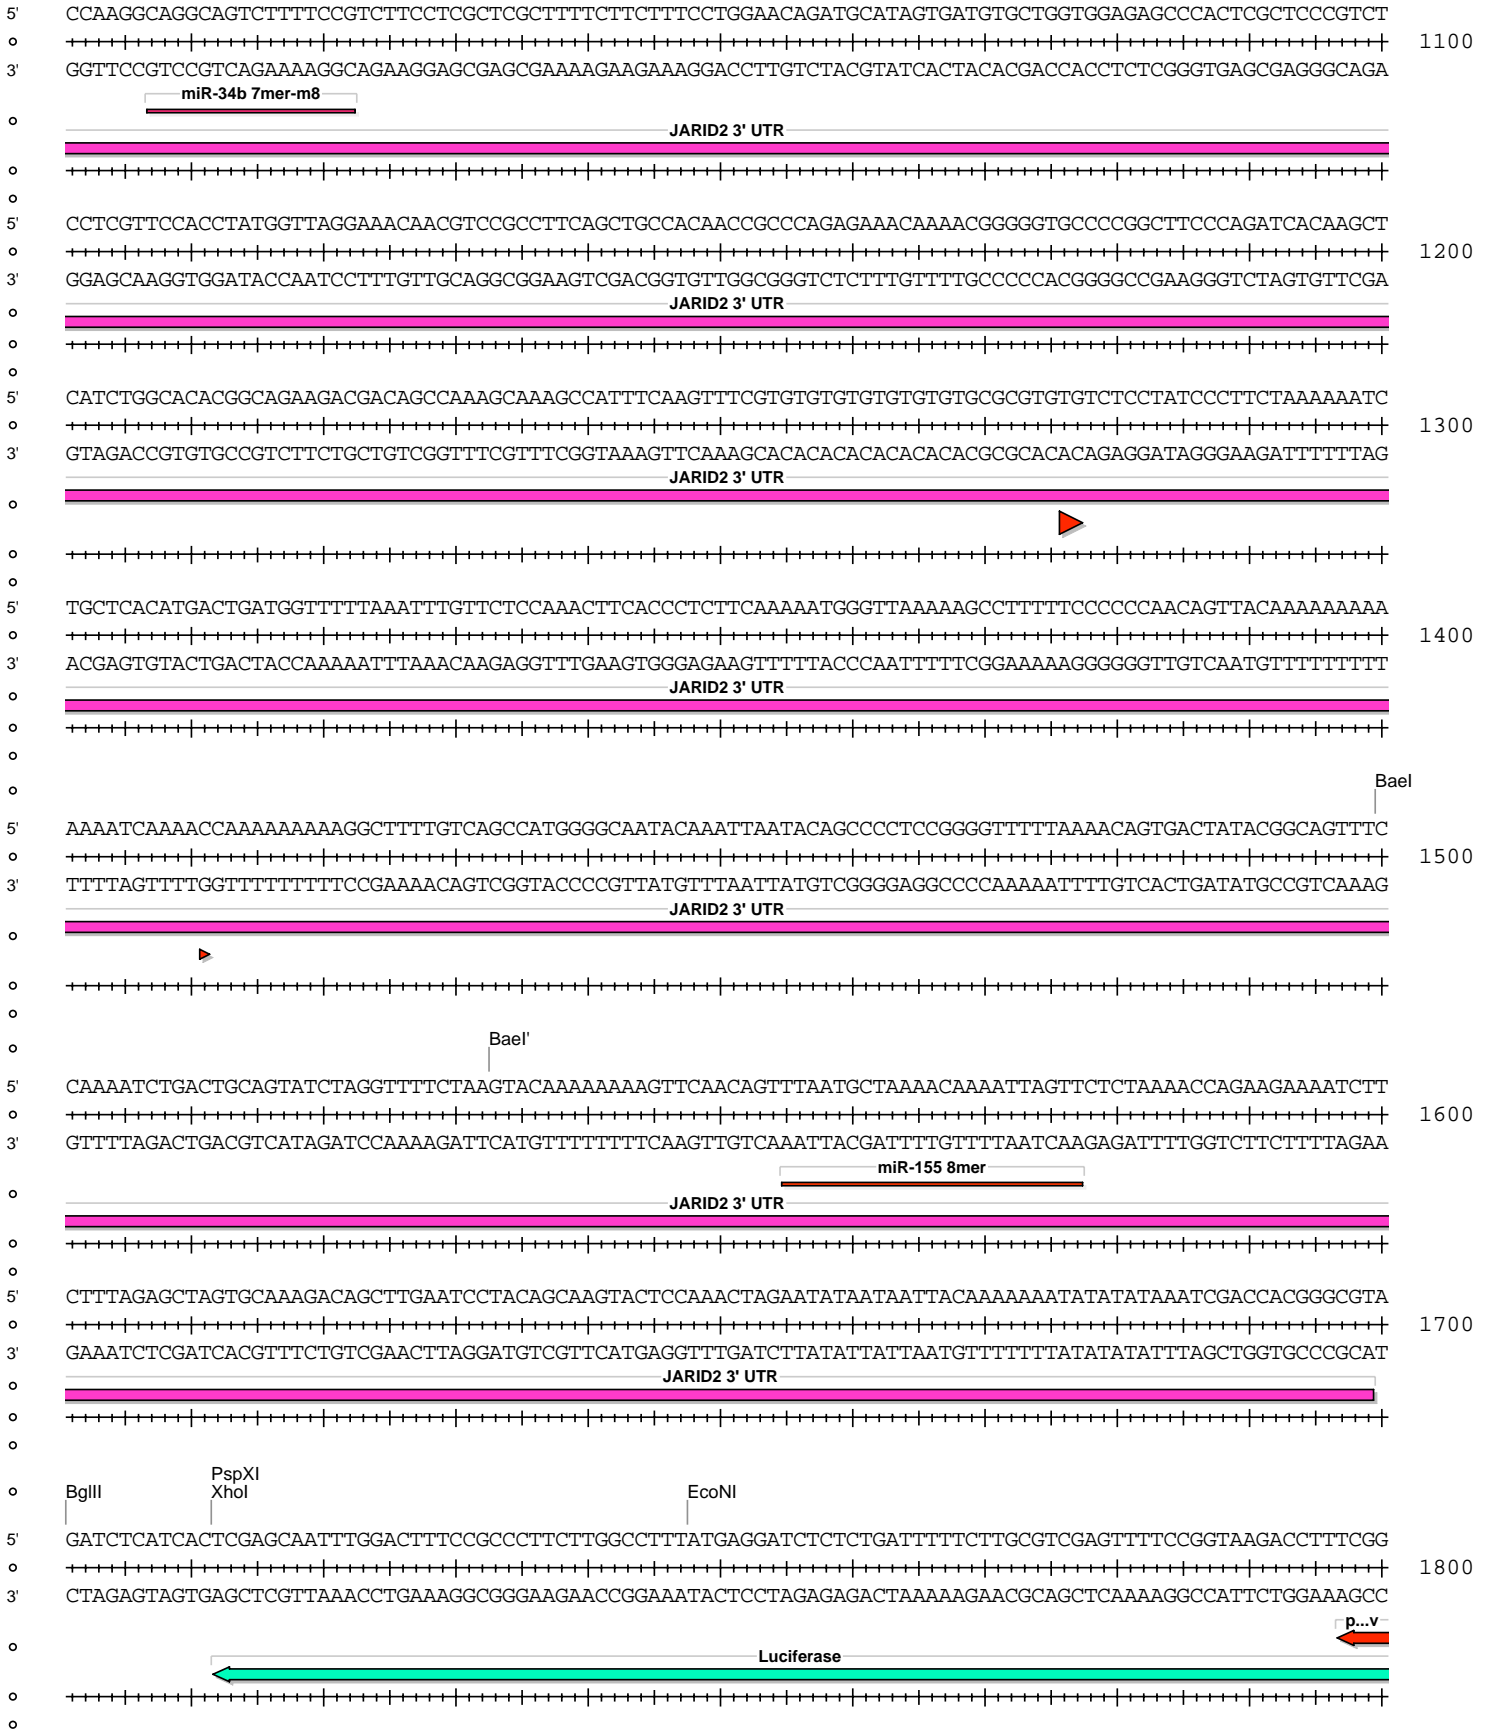 5' CCAAGGCAGGCAGTCTTTTCCGTCTTCCTCGCTCGCTTTTCTTCTTTCCTGGAACAGATGCATAGTGATGTGCTGGTGGAGAGCCCACTCGCTCCCGTCT
1100
3' GGTTCCGTCCGTCAGAAAAGGCAGAAGGAGCGAGCGAAAAGAAGAAAGGACCTTGTCTACGTATCACTACACGACCACCTCTCGGGTGAGCGAGGGCAGA
miR-34b 7mer-m8
JARID2 3' UTR
5' CCTCGTTCCACCTATGGTTAGGAAACAACGTCCGCCTTCAGCTGCCACAACCGCCCAGAGAAACAAAACGGGGGTGCCCCGGCTTCCCAGATCACAAGCT
1200
3' GGAGCAAGGTGGATACCAATCCTTTGTTGCAGGCGGAAGTCGACGGTGTTGGCGGGTCTCTTTGTTTTGCCCCCACGGGGCCGAAGGGTCTAGTGTTCGA
JARID2 3' UTR
5' CATCTGGCACACGGCAGAAGACGACAGCCAAAGCAAAGCCATTTCAAGTTTCGTGTGTGTGTGTGTGTGCGCGTGTGTCTCCTATCCCTTCTAAAAAATC
1300
3' GTAGACCGTGTGCCGTCTTCTGCTGTCGGTTTCGTTTCGGTAAAGTTCAAAGCACACACACACACACACGCGCACACAGAGGATAGGGAAGATTTTTTAG
JARID2 3' UTR
5' TGCTCACATGACTGATGGTTTTTAAATTTGTTCTCCAAACTTCACCCTCTTCAAAAATGGGTTAAAAAGCCTTTTTCCCCCCAACAGTTACAAAAAAAAA
1400
3' ACGAGTGTACTGACTACCAAAAATTTAAACAAGAGGTTTGAAGTGGGAGAAGTTTTTACCCAATTTTTCGGAAAAAGGGGGGTTGTCAATGTTTTTTTTT
JARID2 3' UTR
BaeI
5' AAAATCAAAACCAAAAAAAAAGGCTTTTGTCAGCCATGGGGCAATACAAATTAATACAGCCCCTCCGGGGTTTTTAAAACAGTGACTATACGGCAGTTTC
1500
3' TTTTAGTTTTGGTTTTTTTTTCCGAAAACAGTCGGTACCCCGTTATGTTTAATTATGTCGGGGAGGCCCCAAAAATTTTGTCACTGATATGCCGTCAAAG
JARID2 3' UTR
BaeI'
5' CAAAATCTGACTGCAGTATCTAGGTTTTCTAAGTACAAAAAAAAGTTCAACAGTTTAATGCTAAAACAAAATTAGTTCTCTAAAACCAGAAGAAAATCTT
1600
3' GTTTTAGACTGACGTCATAGATCCAAAAGATTCATGTTTTTTTTCAAGTTGTCAAATTACGATTTTGTTTTAATCAAGAGATTTTGGTCTTCTTTTAGAA
miR-155 8mer
JARID2 3' UTR
5' CTTTAGAGCTAGTGCAAAGACAGCTTGAATCCTACAGCAAGTACTCCAAACTAGAATATAATAATTACAAAAAAATATATATAAATCGACCACGGGCGTA
1700
3' GAAATCTCGATCACGTTTCTGTCGAACTTAGGATGTCGTTCATGAGGTTTGATCTTATATTATTAATGTTTTTTTATATATATTTAGCTGGTGCCCGCAT
JARID2 3' UTR
PspXI
BglII XhoI EcoNI
5' GATCTCATCACTCGAGCAATTTGGACTTTCCGCCCTTCTTGGCCTTTATGAGGATCTCTCTGATTTTTCTTGCGTCGAGTTTTCCGGTAAGACCTTTCGG
1800
3' CTAGAGTAGTGAGCTCGTTAAACCTGAAAGGCGGGAAGAACCGGAAATACTCCTAGAGAGACTAAAAAGAACGCAGCTCAAAAGGCCATTCTGGAAAGCC
p...v
Luciferase